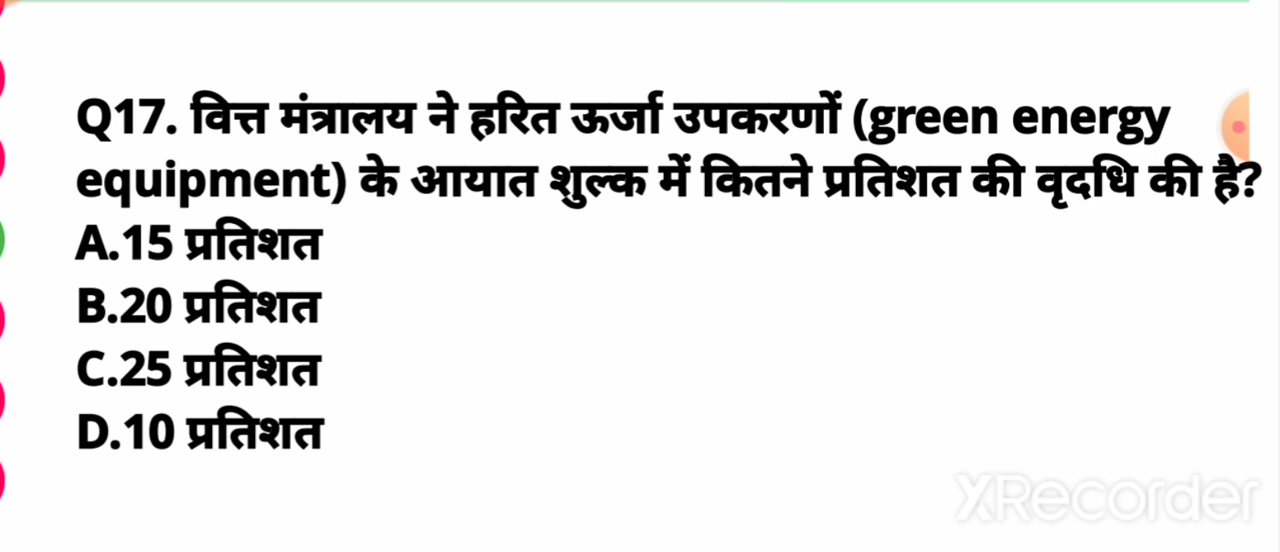 Q17. वित्त मंत्रालय ने हरित ऊर्जा उपकरणों (green energy
equipment) के आयात शुल्क में कितने प्रतिशत की वृदधि की है?
A.15 प्रतिशत
B.20 प्रतिशत
C.25 प्रतिशत
D.10 प्रतिशत
XRecorder